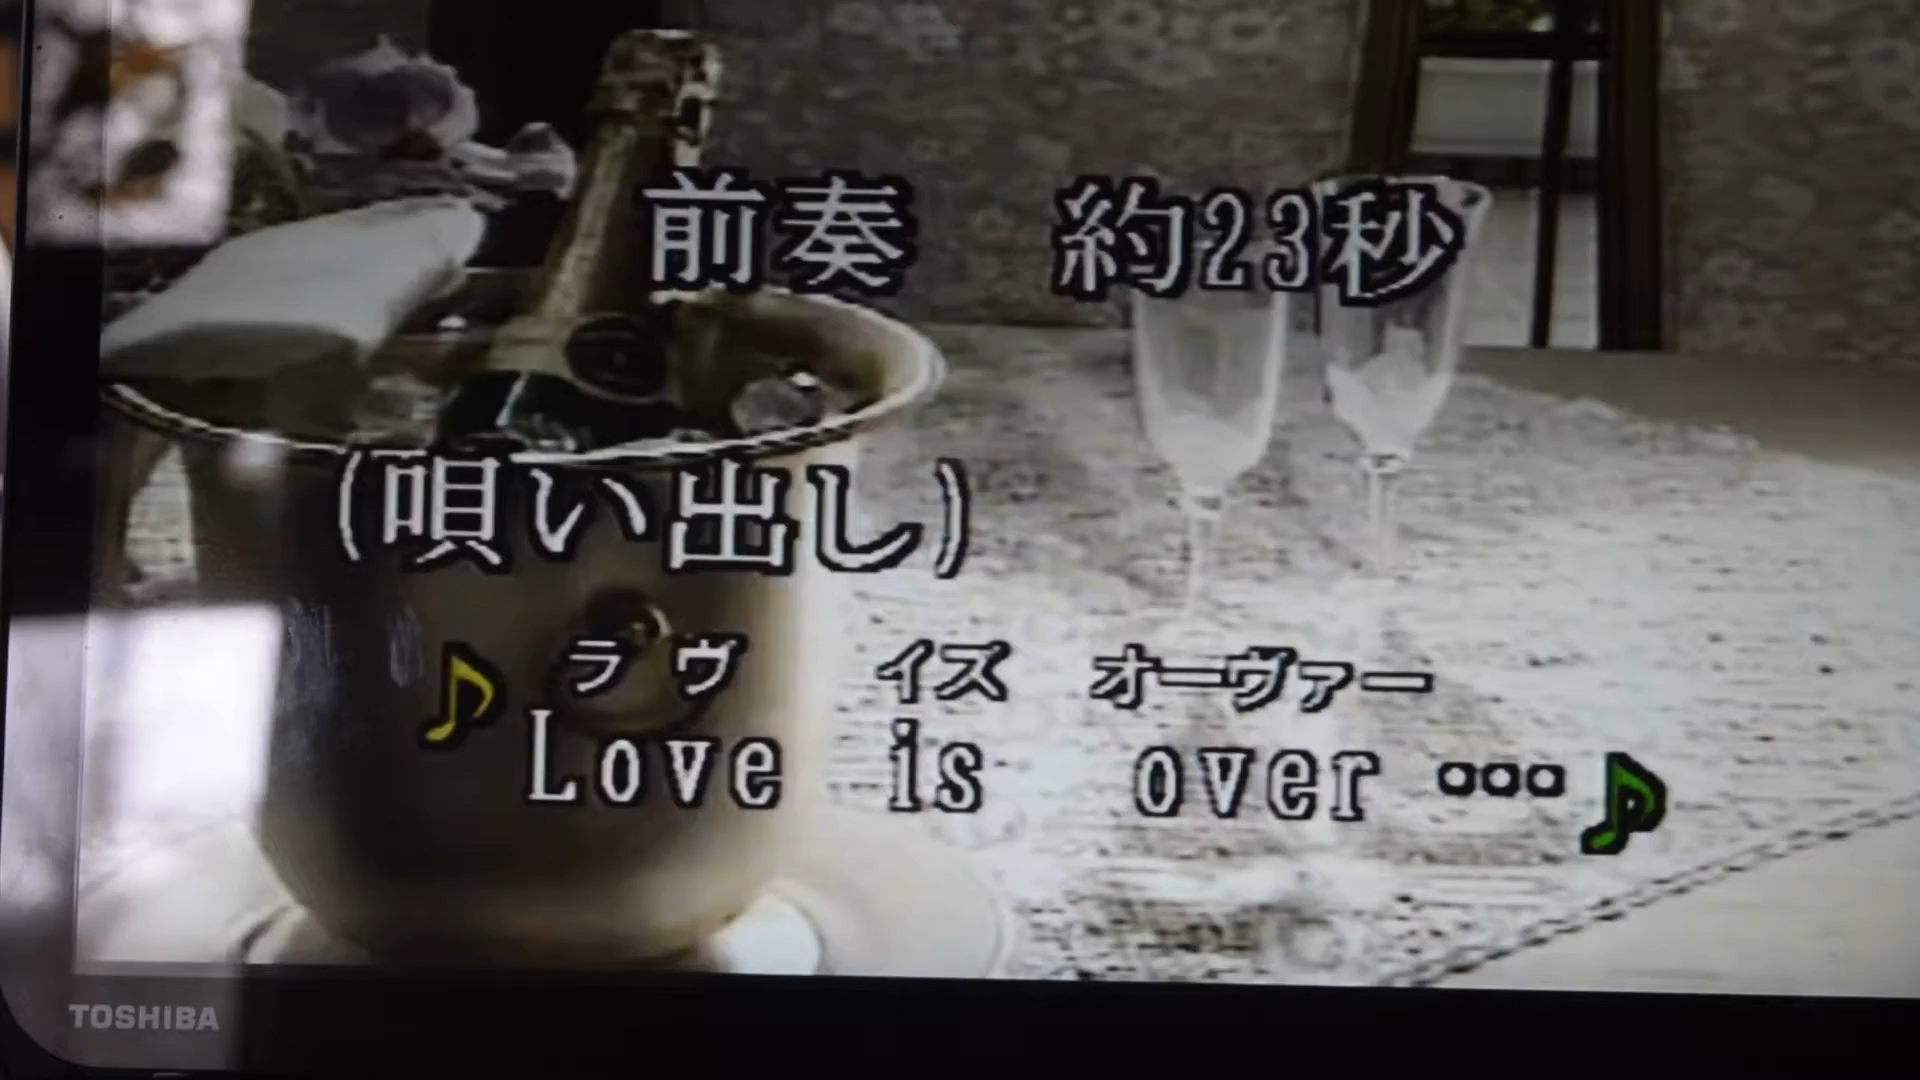 前奏　約23秒
(唄い出し)
ラヴ　イズ　オーヴァー
♪Love is over…♪
TOSHIBA